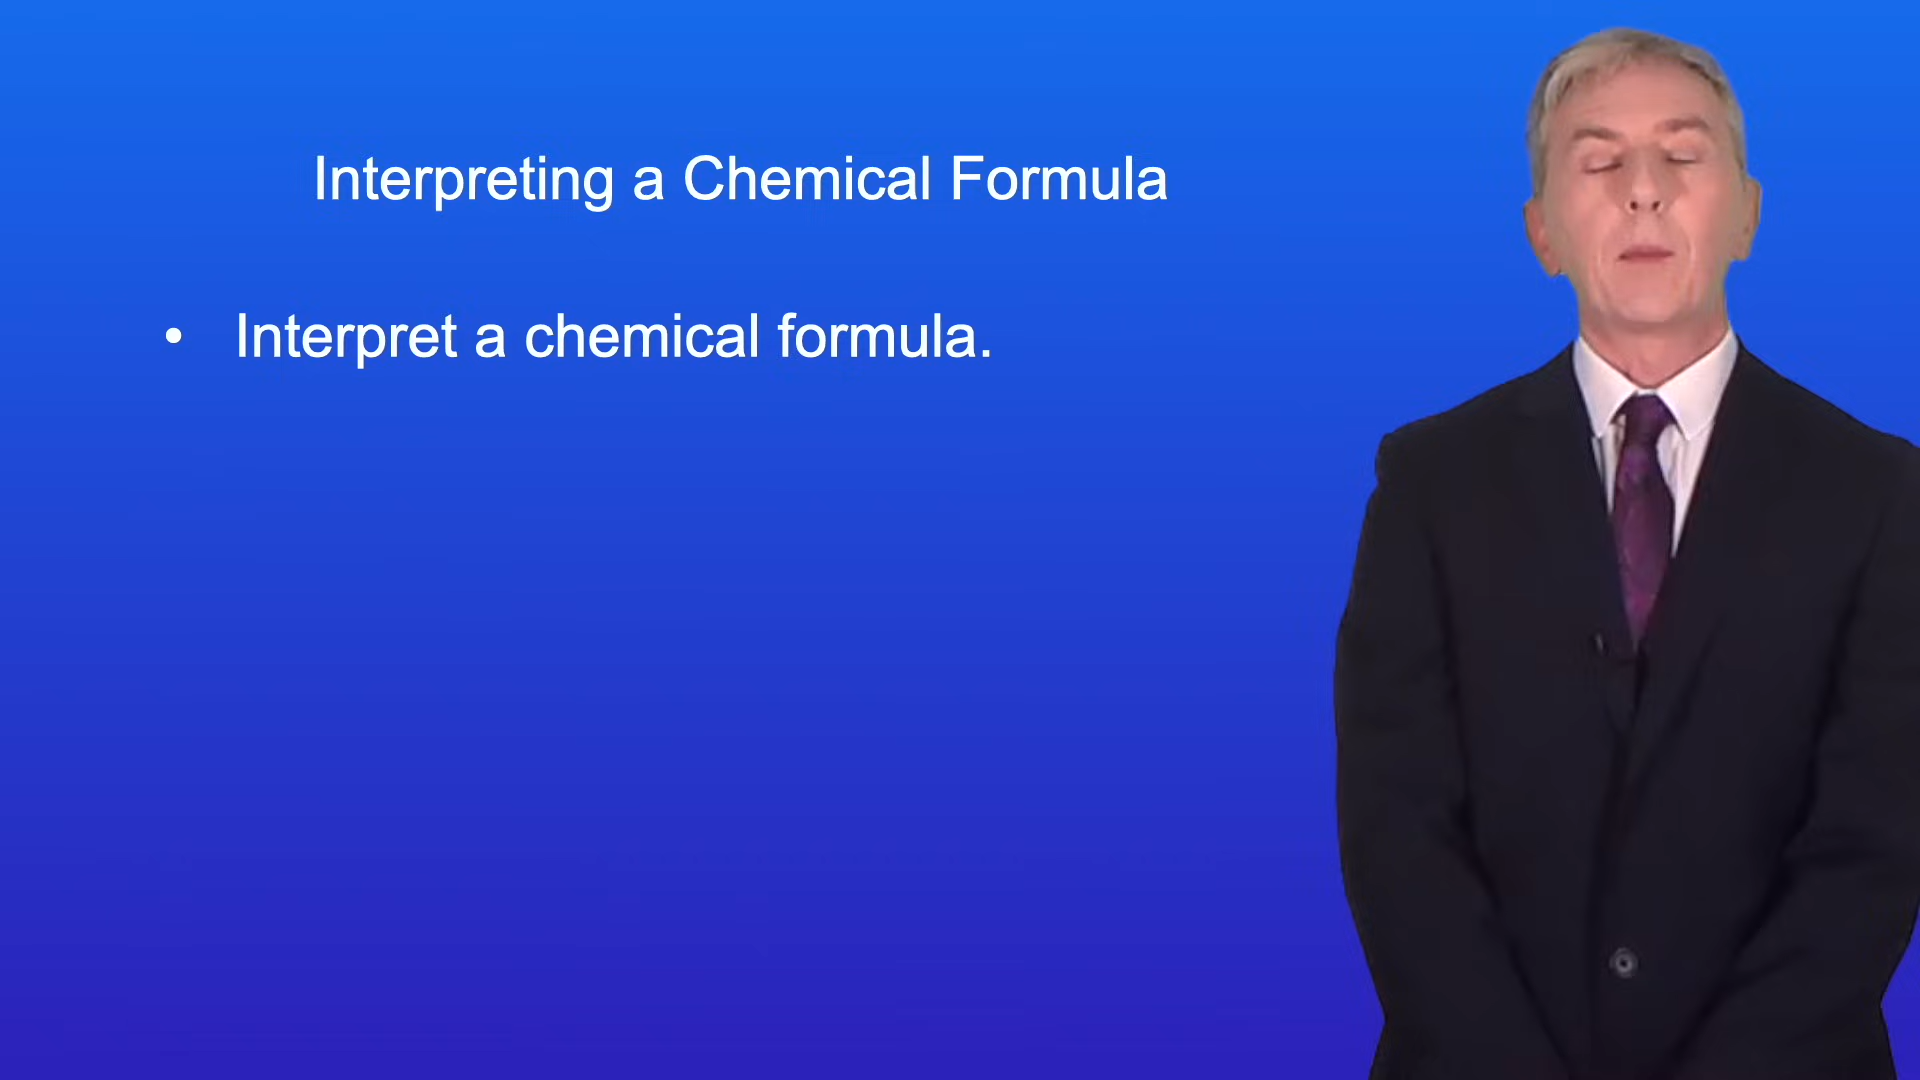 Interpreting a Chemical Formula
• Interpret a chemical formula.